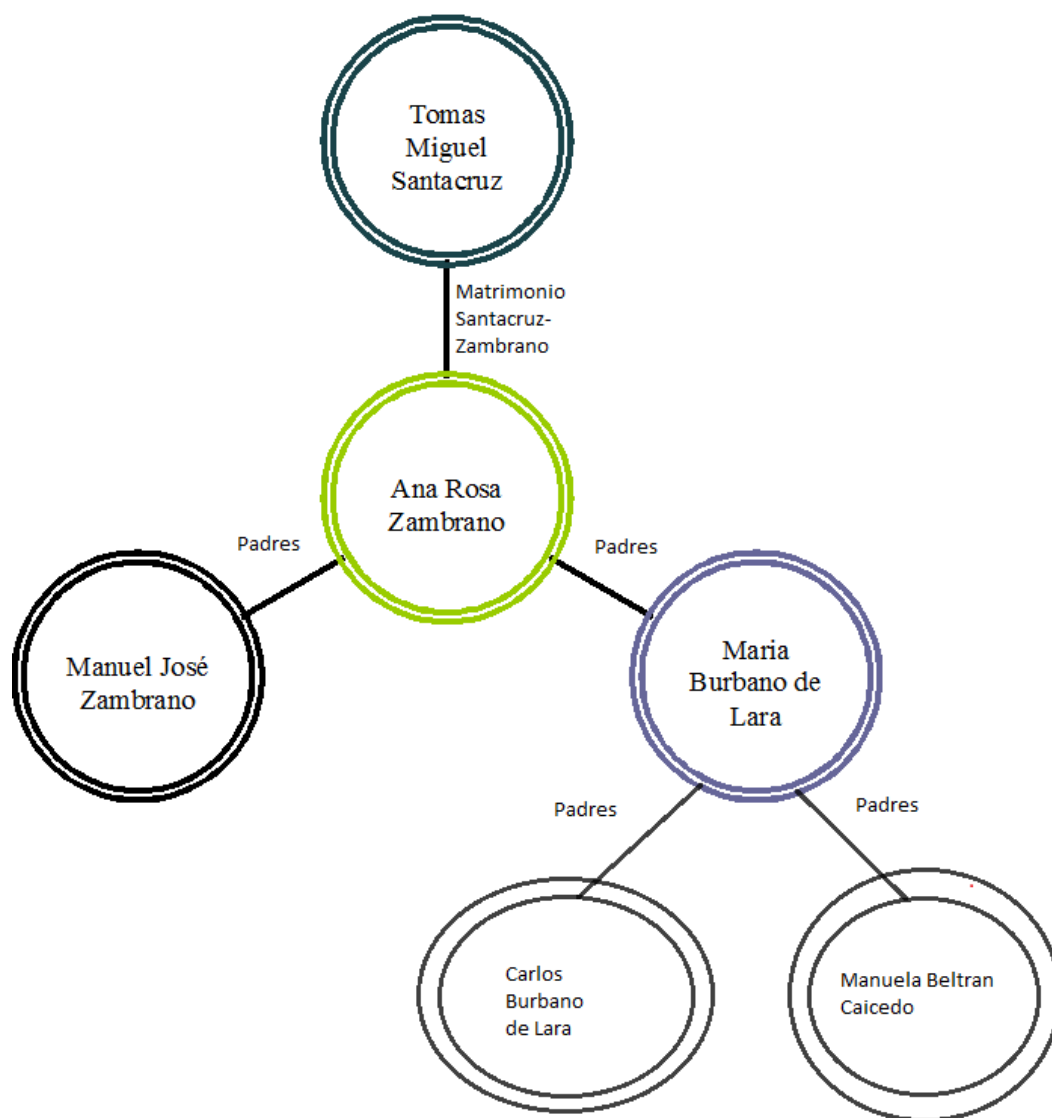 Tomas
Miguel
Santacruz
Matrimonio
Santacruz-
Zambrano
Ana Rosa
Zambrano
Padres
Padres
Manuel José
Zambrano
Maria
Burbano de
Lara
Padres
Padres
Carlos
Burbano
de Lara
Manuela Beltran
Caicedo